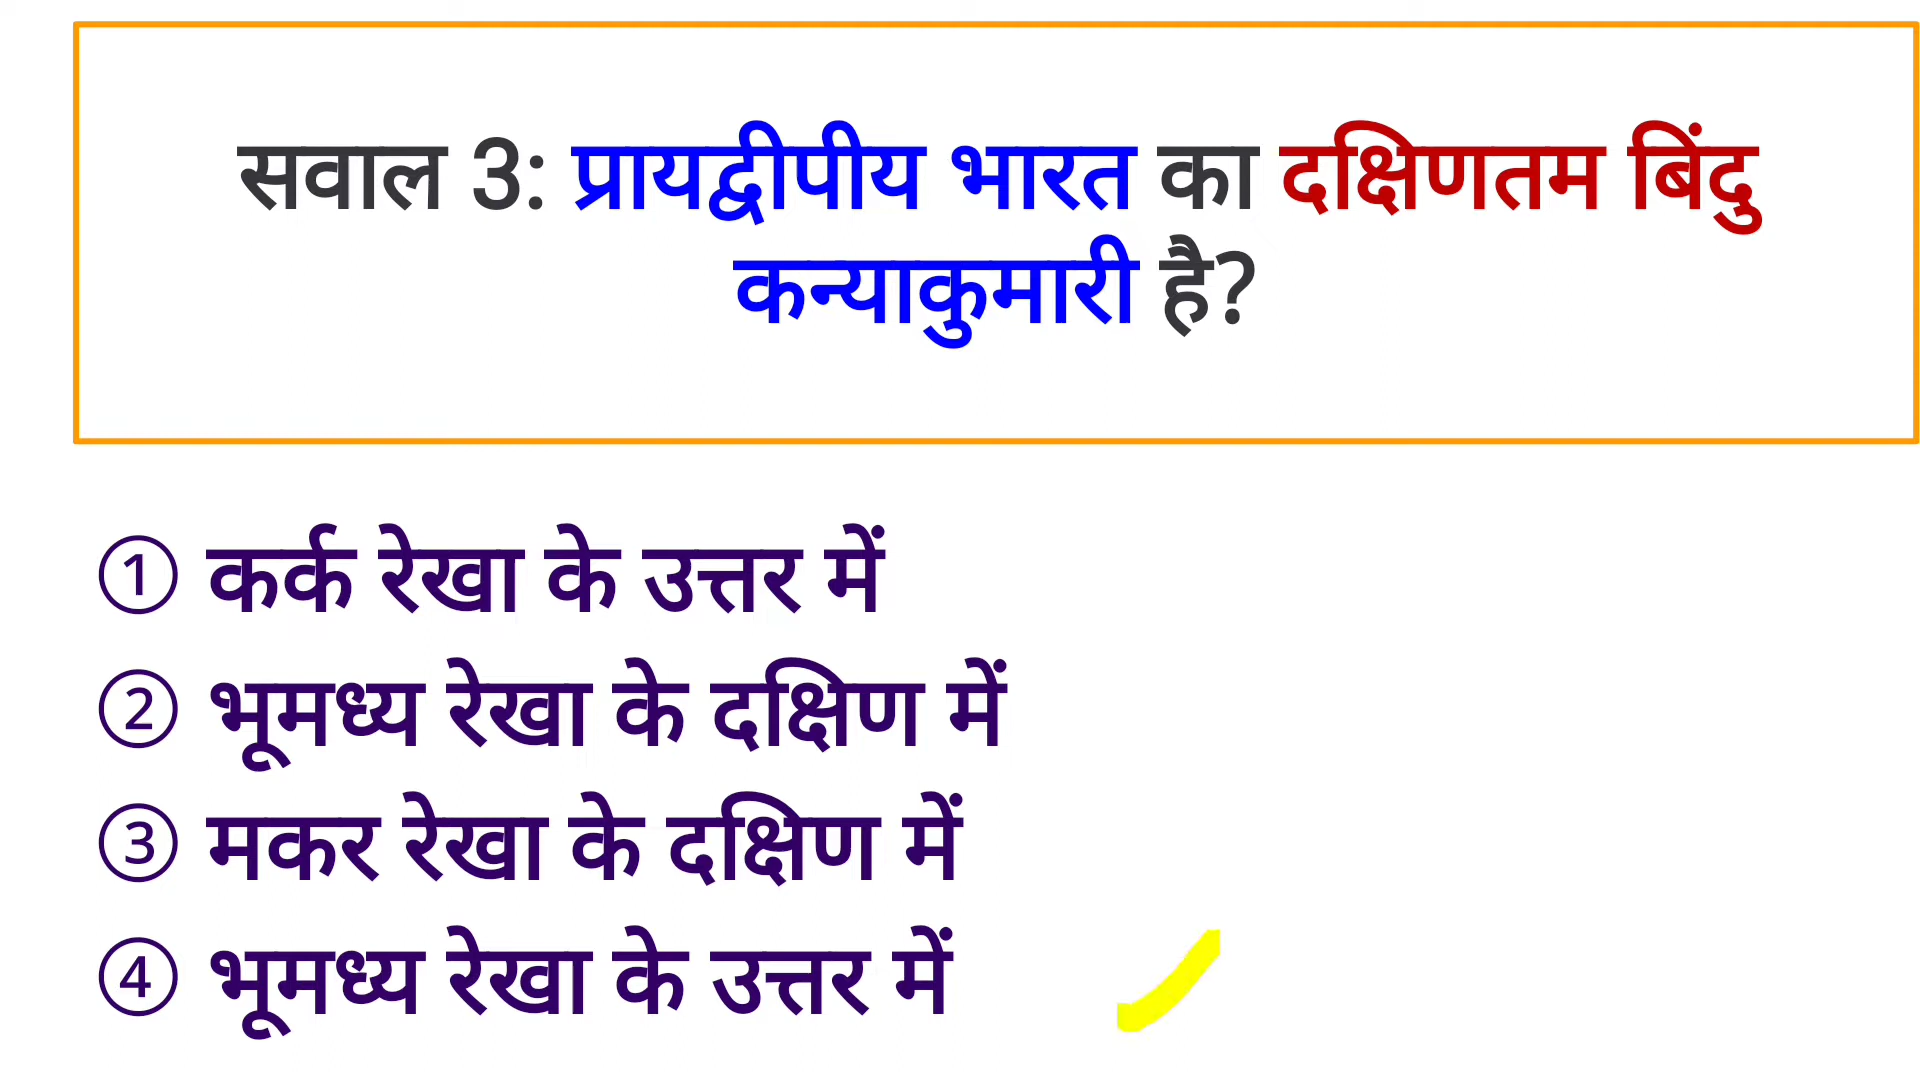 सवाल 3: प्रायद्वीपीय भारत का दक्षिणतम बिंदु
कन्याकुमारी है?
① कर्क रेखा के उत्तर में
② भूमध्य रेखा के दक्षिण में
③ मकर रेखा के दक्षिण में
④ भूमध्य रेखा के उत्तर में